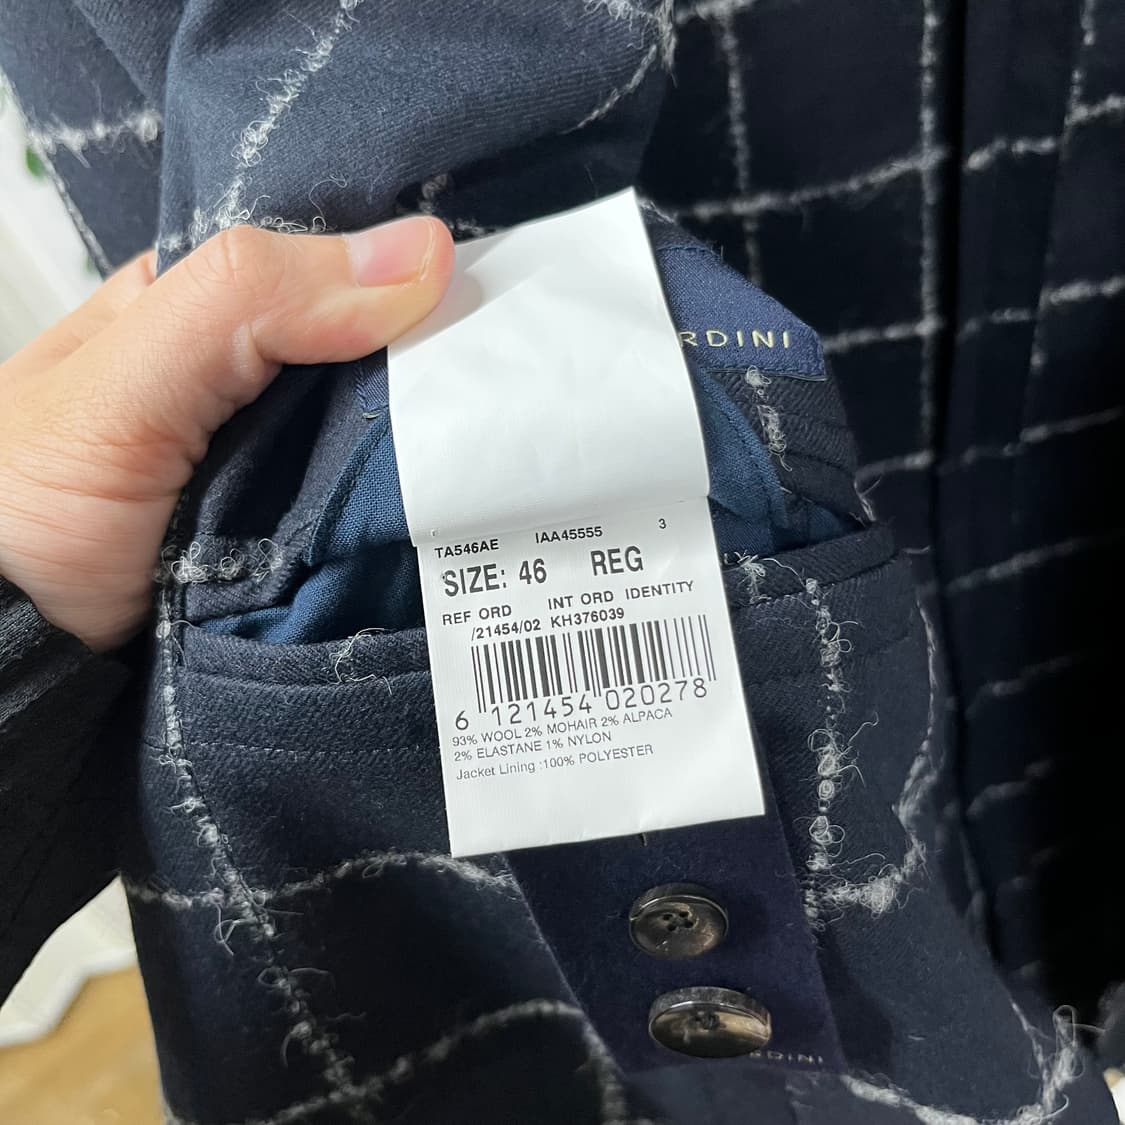 RDINI
TA546AE IAA45555 3
SIZE: 46 REG
REF ORD INT ORD IDENTITY
/21454/02 KH376039
6 121454 020278
93% WOOL 2% MOHAIR 2% ALPACA
2% ELASTANE 1% NYLON
Jacket Lining :100% POLYESTER
RDINI